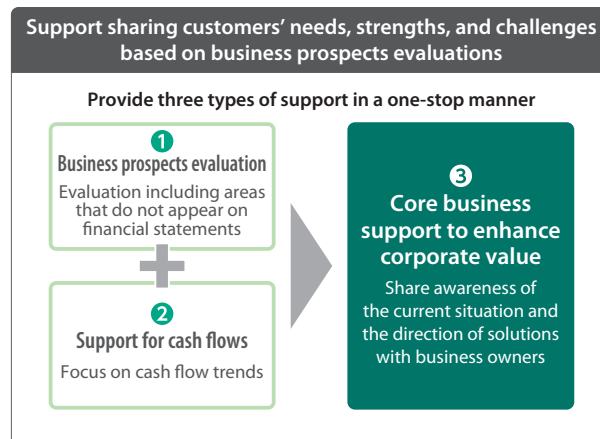 Support sharing customers’ needs, strengths, and challenges
based on business prospects evaluations
Provide three types of support in a one-stop manner
1
Business prospects evaluation
Evaluation including areas
that do not appear on
financial statements
2
Support for cash flows
Focus on cash flow trends
3
Core business
support to enhance
corporate value
Share awareness of
the current situation and
the direction of solutions
with business owners